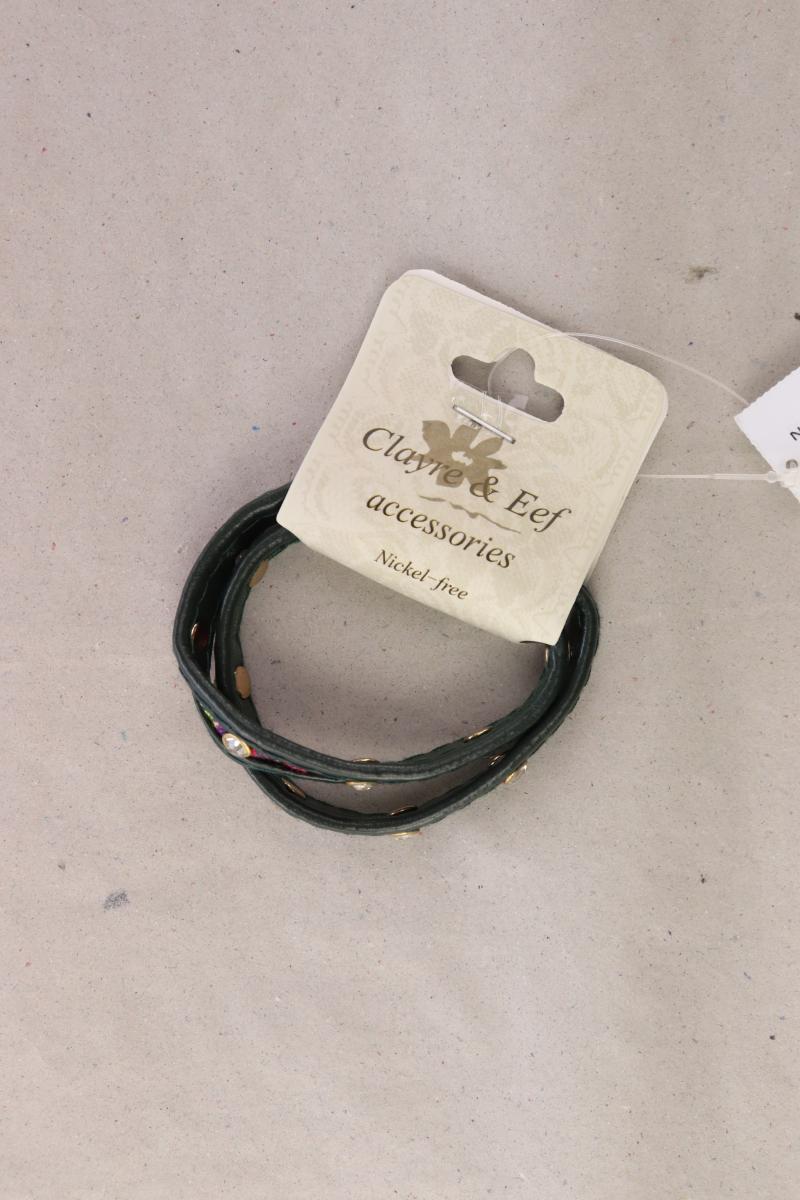 Clayre & Eef
accessories
Nickel-free